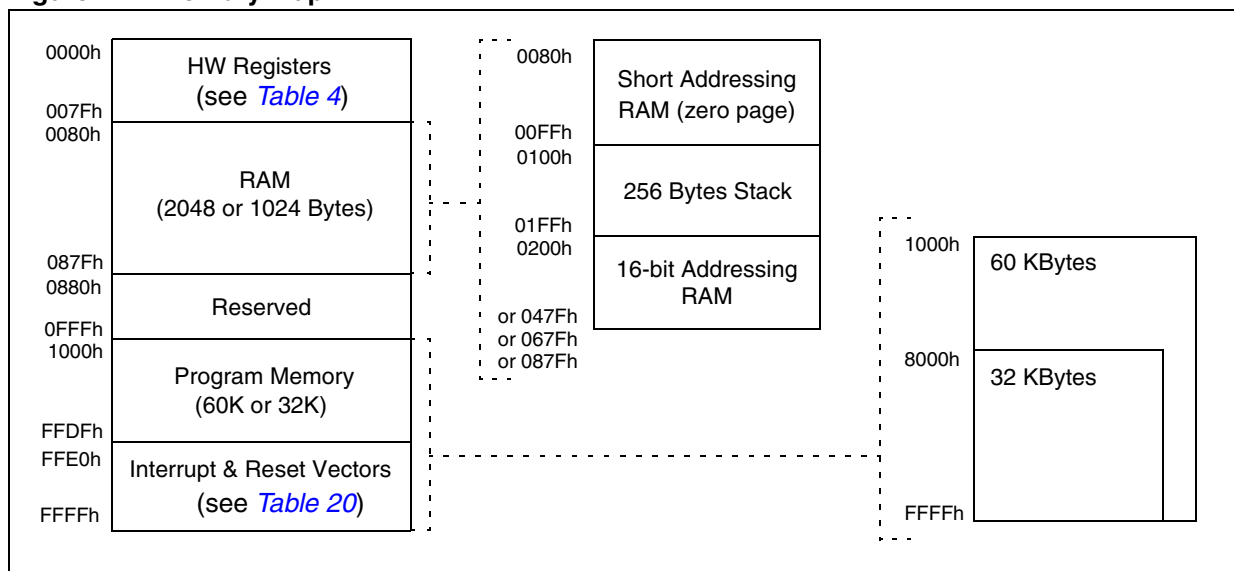 0000h
HW Registers
(see Table 4)
007Fh
0080h
RAM
(2048 or 1024 Bytes)
087Fh
0880h
Reserved
0FFFh
1000h
Program Memory
(60K or 32K)
FFDFh
FFE0h
Interrupt & Reset Vectors
(see Table 20)
FFFFh
0080h
Short Addressing
RAM (zero page)
00FFh
0100h
256 Bytes Stack
01FFh
0200h
16-bit Addressing
RAM
or 047Fh
or 067Fh
or 087Fh
1000h
60 KBytes
8000h
32 KBytes
FFFFh